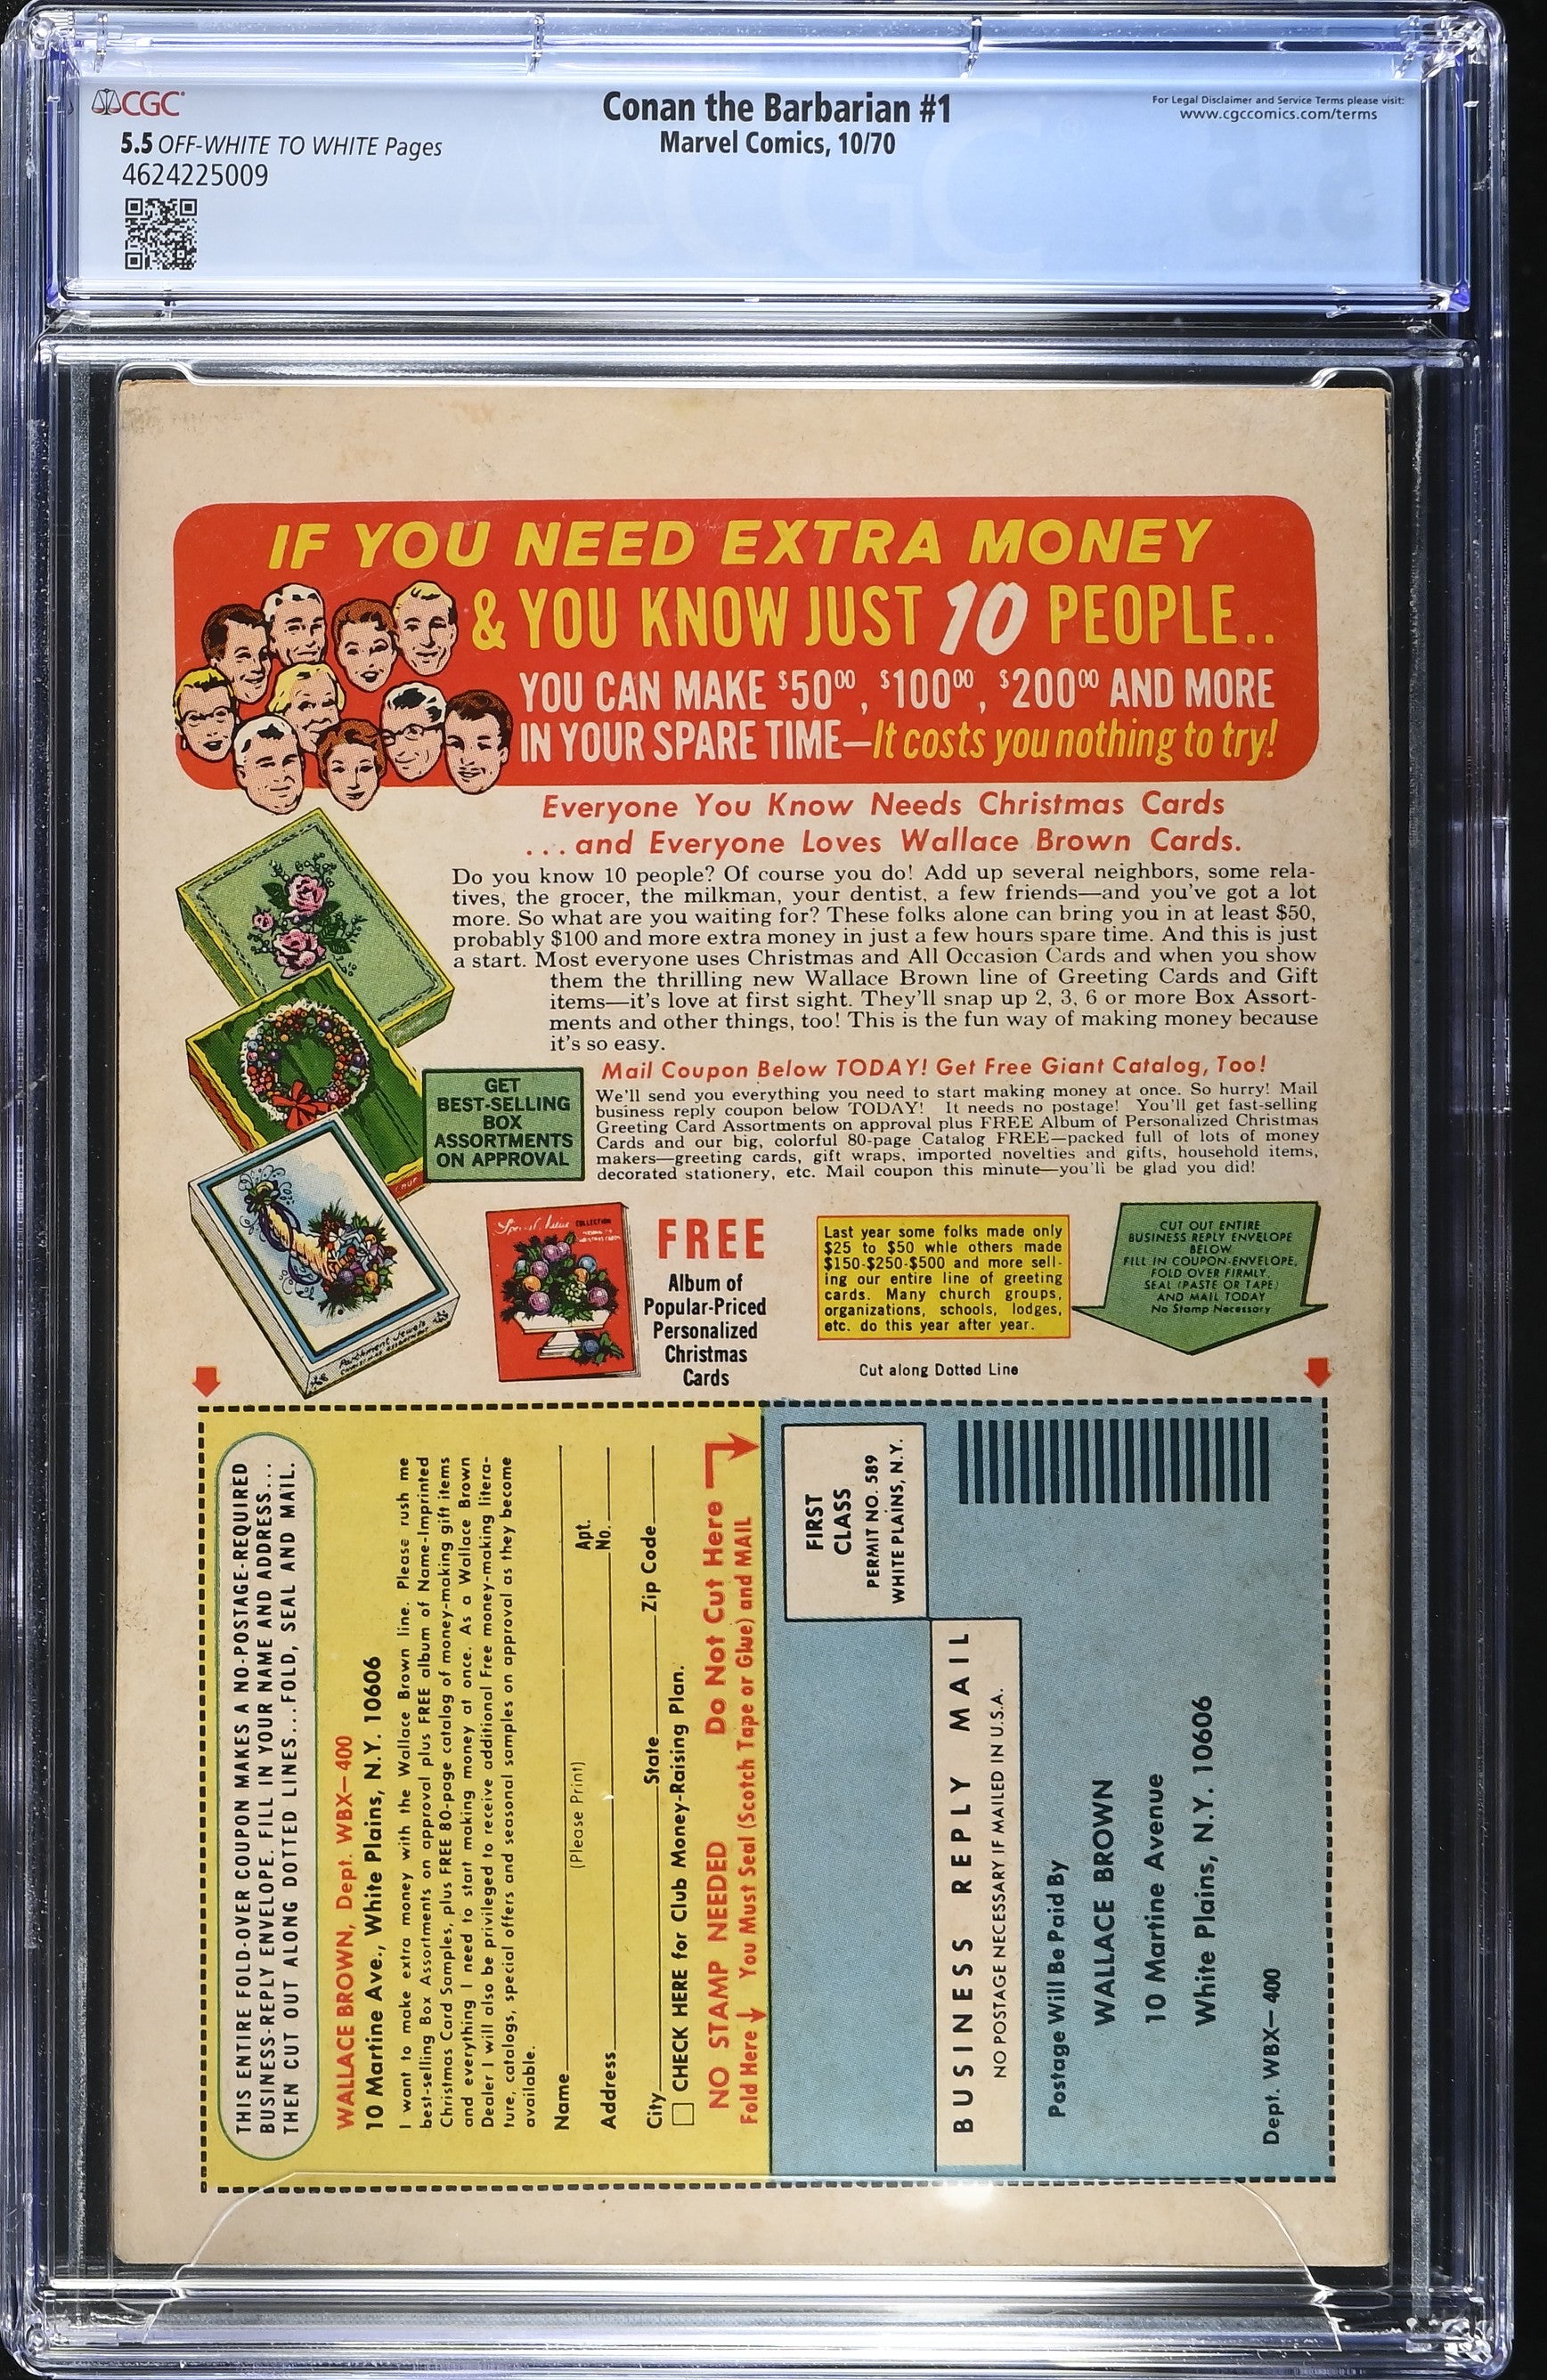 CGC
5.5 OFF-WHITE TO WHITE Pages
4624225009
Conan the Barbarian #1
Marvel Comics, 10/70
For Legal Disclaimer and Service Terms please visit:
www.cgccomics.com/terms
IF YOU NEED EXTRA MONEY
& YOU KNOW JUST 10 PEOPLE..
YOU CAN MAKE $50⁰⁰, $100⁰⁰, $200⁰⁰ AND MORE
IN YOUR SPARE TIME—It costs you nothing to try!
Everyone You Know Needs Christmas Cards
...and Everyone Loves Wallace Brown Cards.
Do you know 10 people? Of course you do! Add up several neighbors, some rela-
tives, the grocer, the milkman, your dentist, a few friends—and you've got a lot
more. So what are you waiting for? These folks alone can bring you in at least $50,
probably $100 and more extra money in just a few hours spare time. And this is just
a start. Most everyone uses Christmas and All Occasion Cards and when you show
them the thrilling new Wallace Brown line of Greeting Cards and Gift
items—it's love at first sight. They'll snap up 2, 3, 6 or more Box Assort-
ments and other things, too! This is the fun way of making money because
it's so easy.
Mail Coupon Below TODAY! Get Free Giant Catalog, Too!
We'll send you everything you need to start making money at once. So hurry! Mail
business reply coupon below TODAY! It needs no postage! You'll get fast-selling
Greeting Card Assortments on approval plus FREE Album of Personalized Christmas
Cards and our big, colorful 80-page Catalog FREE—packed full of lots of money
makers—greeting cards, gift wraps, imported novelties and gifts, household items,
decorated stationery, etc. Mail coupon this minute—you'll be glad you did!
GET
BEST-SELLING
BOX
ASSORTMENTS
ON APPROVAL
Parchment Jewels
CHRISTMAS ASSORTMENT
COLLECTION
FREE
Album of
Popular-Priced
Personalized
Christmas
Cards
Last year some folks made only
$25 to $50 whle others made
$150-$250-$500 and more sell-
ing our entire line of greeting
cards. Many church groups,
organizations, schools, lodges,
etc. do this year after year.
CUT OUT ENTIRE
BUSINESS REPLY ENVELOPE
BELOW
FILL IN COUPON-ENVELOPE,
FOLD OVER FIRMLY,
SEAL (PASTE OR TAPE)
AND MAIL TODAY
No Stamp Necessary
Cut along Dotted Line
THIS ENTIRE FOLD-OVER COUPON MAKES A NO-POSTAGE-REQUIRED
BUSINESS-REPLY ENVELOPE. FILL IN YOUR NAME AND ADDRESS...
THEN CUT OUT ALONG DOTTED LINES...FOLD, SEAL AND MAIL.
WALLACE BROWN, Dept. WBX—400
10 Martine Ave., White Plains, N.Y. 10606
I want to make extra money with the Wallace Brown line. Please rush me
best-selling Box Assortments on approval plus FREE album of Name-Imprinted
Christmas Card Samples, plus FREE 80-page catalog of money-making gift items
and everything I need to start making money at once. As a Wallace Brown
Dealer I will also be privileged to receive additional Free money-making litera-
ture, catalogs, special offers and seasonal samples on approval as they become
available.
Name
(Please Print)
Address Apt. No.
City State Zip Code
CHECK HERE for Club Money-Raising Plan.
NO STAMP NEEDED Do Not Cut Here
Fold Here You Must Seal (Scotch Tape or Glue) and MAIL
FIRST
CLASS
PERMIT NO. 589
WHITE PLAINS, N.Y.
BUSINESS REPLY MAIL
NO POSTAGE NECESSARY IF MAILED IN U.S.A.
Postage Will Be Paid By
WALLACE BROWN
10 Martine Avenue
White Plains, N.Y. 10606
Dept. WBX—400